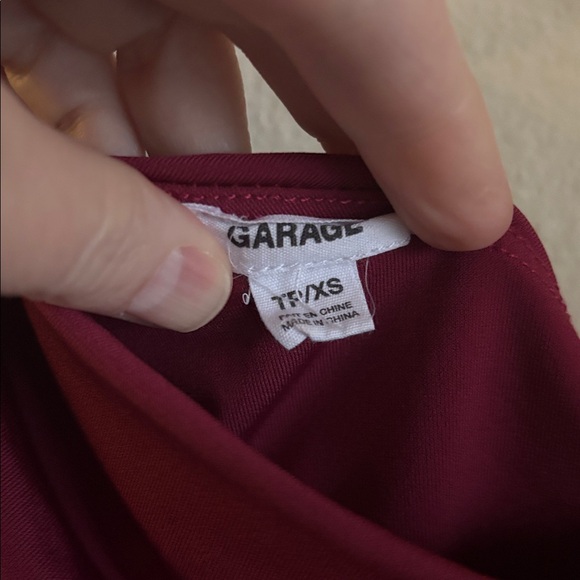 GARAGE
TP/XS
FAIT EN CHINE
MADE IN CHINA